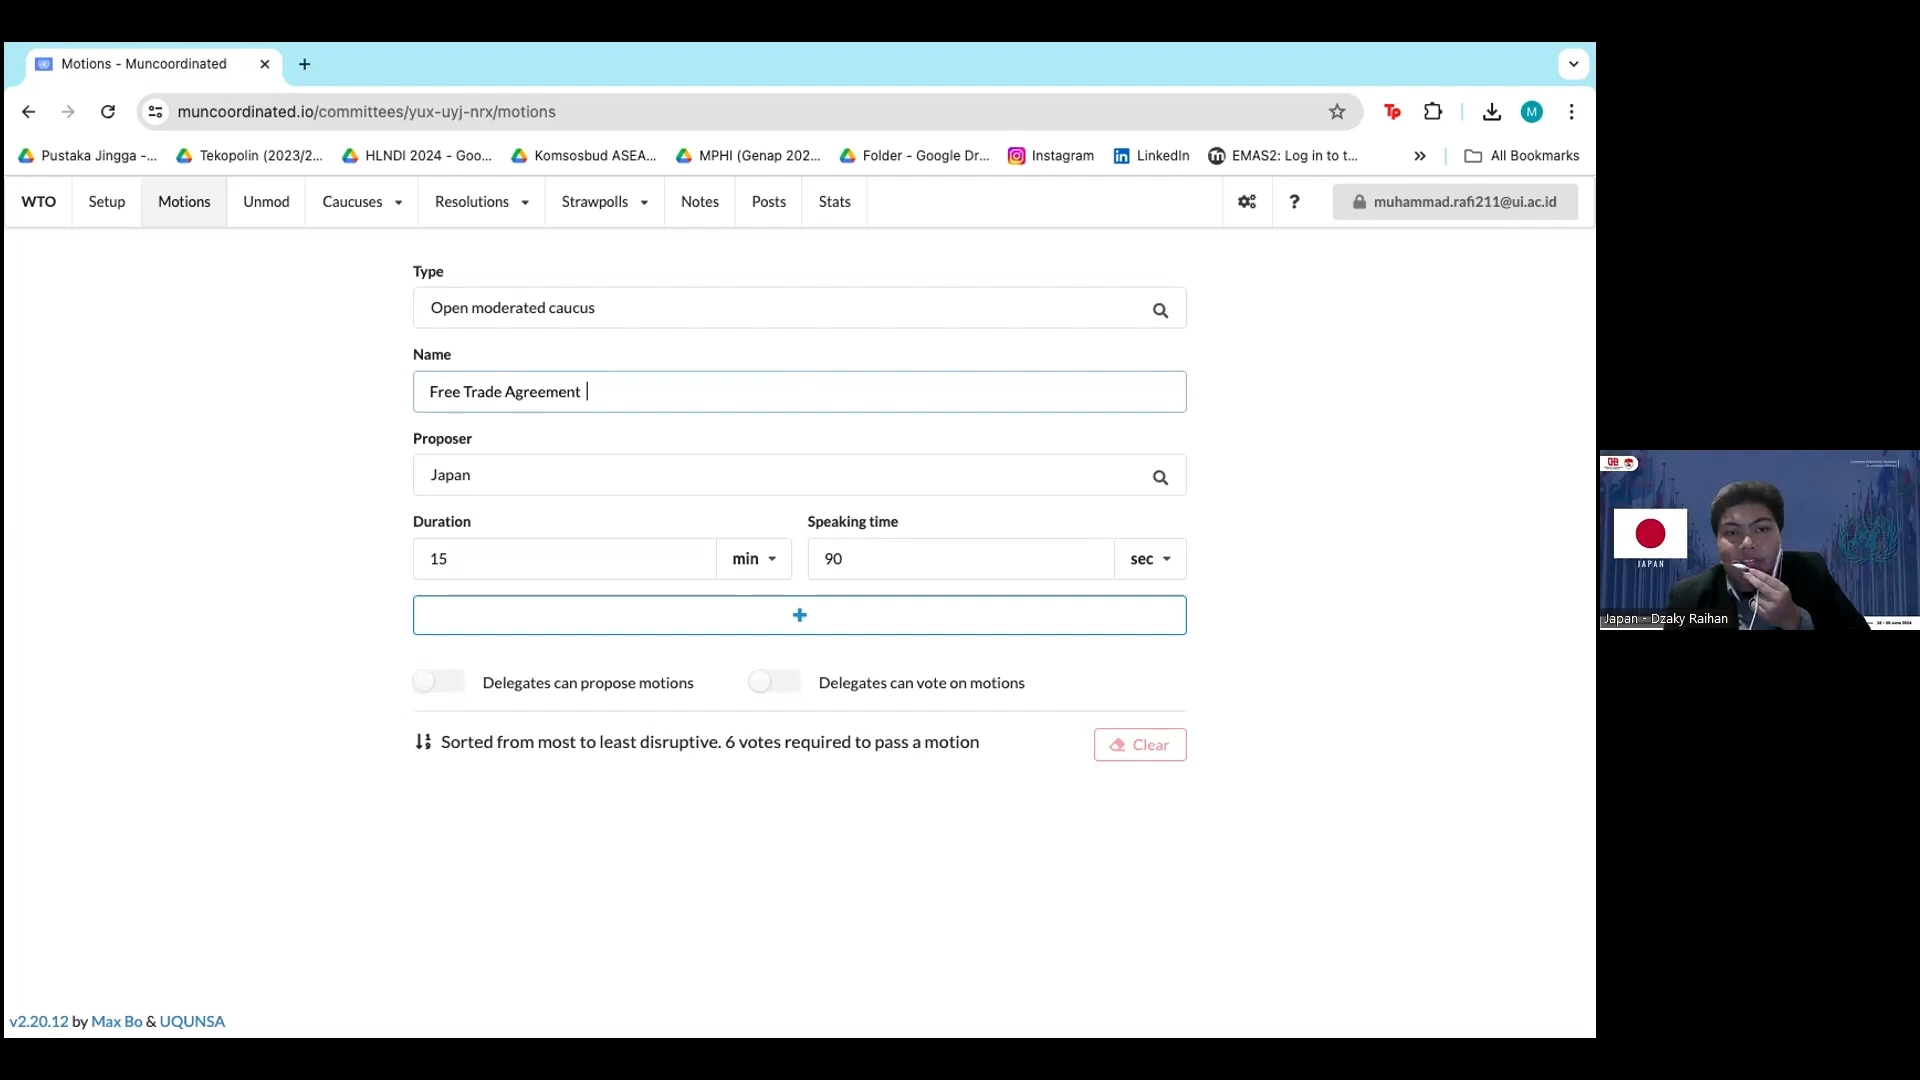 Motions - Muncoordinated
muncoordinated.io/committees/yux-uyj-nrx/motions
Tp
M
Pustaka Jingga -...
Tekopolin (2023/2...
HLNDI 2024 - Goo...
Komsosbud ASEA...
MPHI (Genap 202...
Folder - Google Dr...
Instagram
LinkedIn
EMAS2: Log in to t...
All Bookmarks
WTO
Setup
Motions
Unmod
Caucuses
Resolutions
Strawpolls
Notes
Posts
Stats
?
muhammad.rafi211@ui.ac.id
Type
Open moderated caucus
Name
Free Trade Agreement
Proposer
Japan
Duration
Speaking time
15
min
90
sec
Delegates can propose motions
Delegates can vote on motions
Sorted from most to least disruptive. 6 votes required to pass a motion
Clear
JAPAN
Japan - Dzaky Raihan
v2.20.12 by Max Bo & UQUNSA